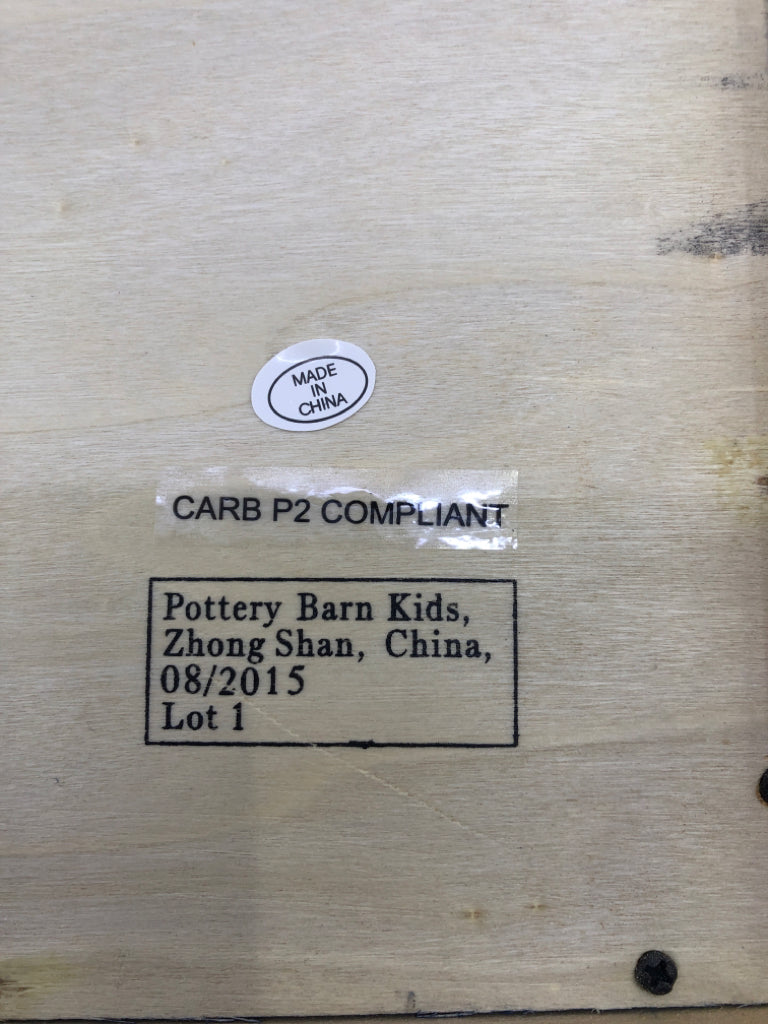 MADE
IN
CHINA
CARB P2 COMPLIANT
Pottery Barn Kids,
Zhong Shan, China,
08/2015
Lot 1